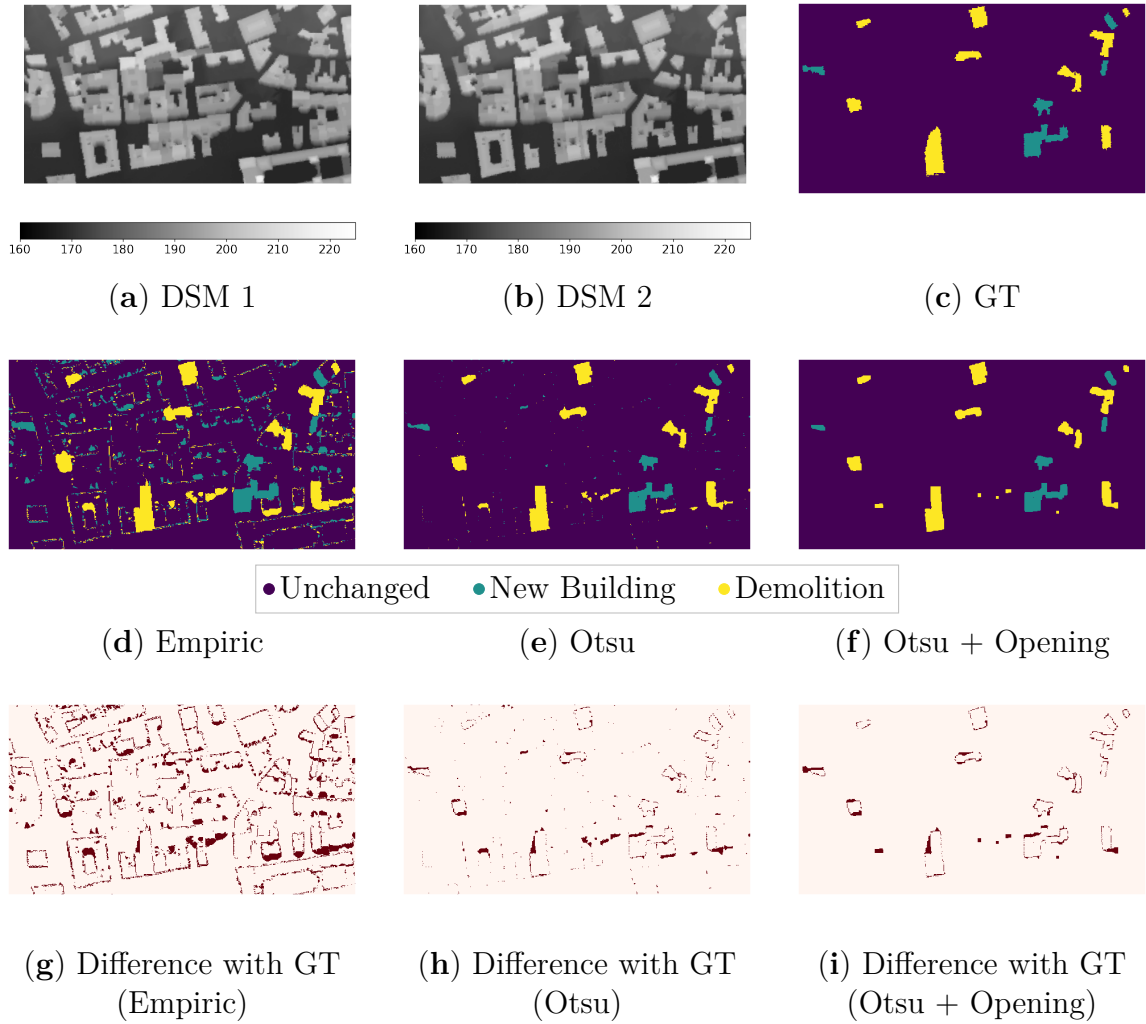 160 170 180 190 200 210 220
160 170 180 190 200 210 220
(a) DSM 1
(b) DSM 2
(c) GT
Unchanged New Building Demolition
(d) Empiric
(e) Otsu
(f) Otsu + Opening
(g) Difference with GT
(Empiric)
(h) Difference with GT
(Otsu)
(i) Difference with GT
(Otsu + Opening)